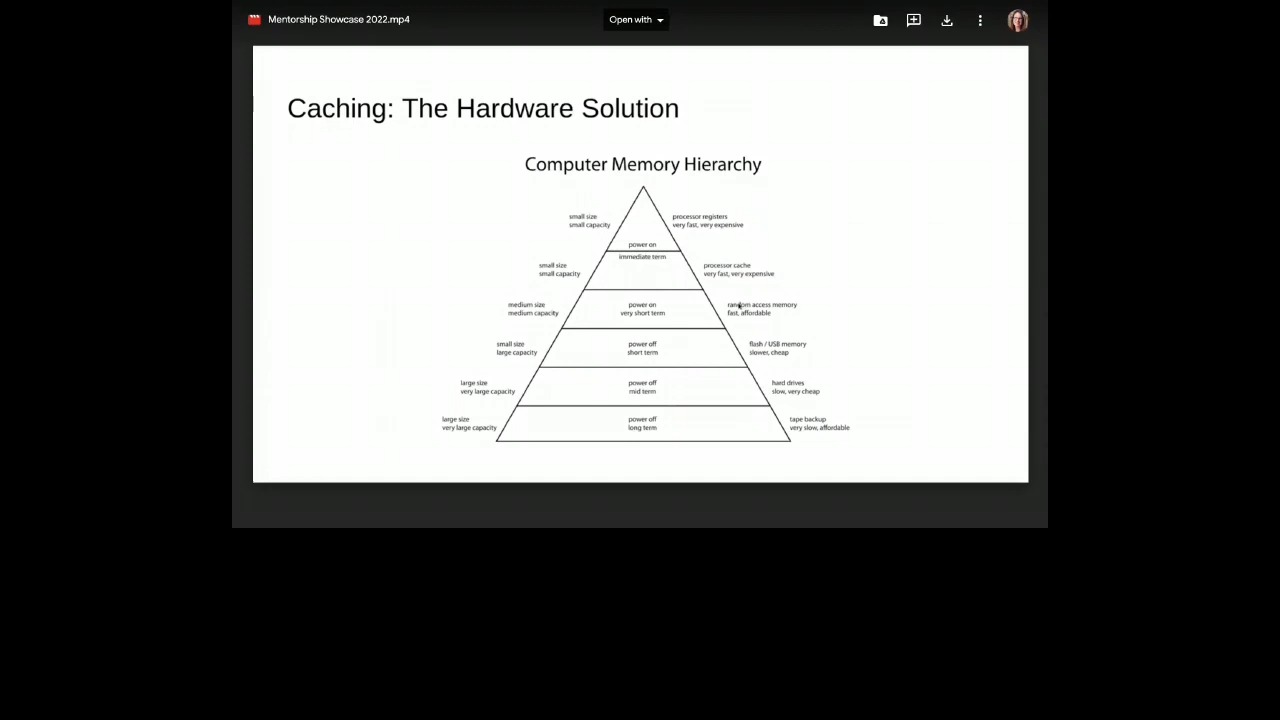 Mentorship Showcase 2022.mp4
Open with
Caching: The Hardware Solution
Computer Memory Hierarchy
small size
small capacity
processor registers
very fast, very expensive
power on
immediate term
small size
small capacity
processor cache
very fast, very expensive
medium size
medium capacity
power on
very short term
random access memory
fast, affordable
small size
large capacity
power off
short term
flash / USB memory
slower, cheap
large size
very large capacity
power off
mid term
hard drives
slow, very cheap
large size
very large capacity
power off
long term
tape backup
very slow, affordable